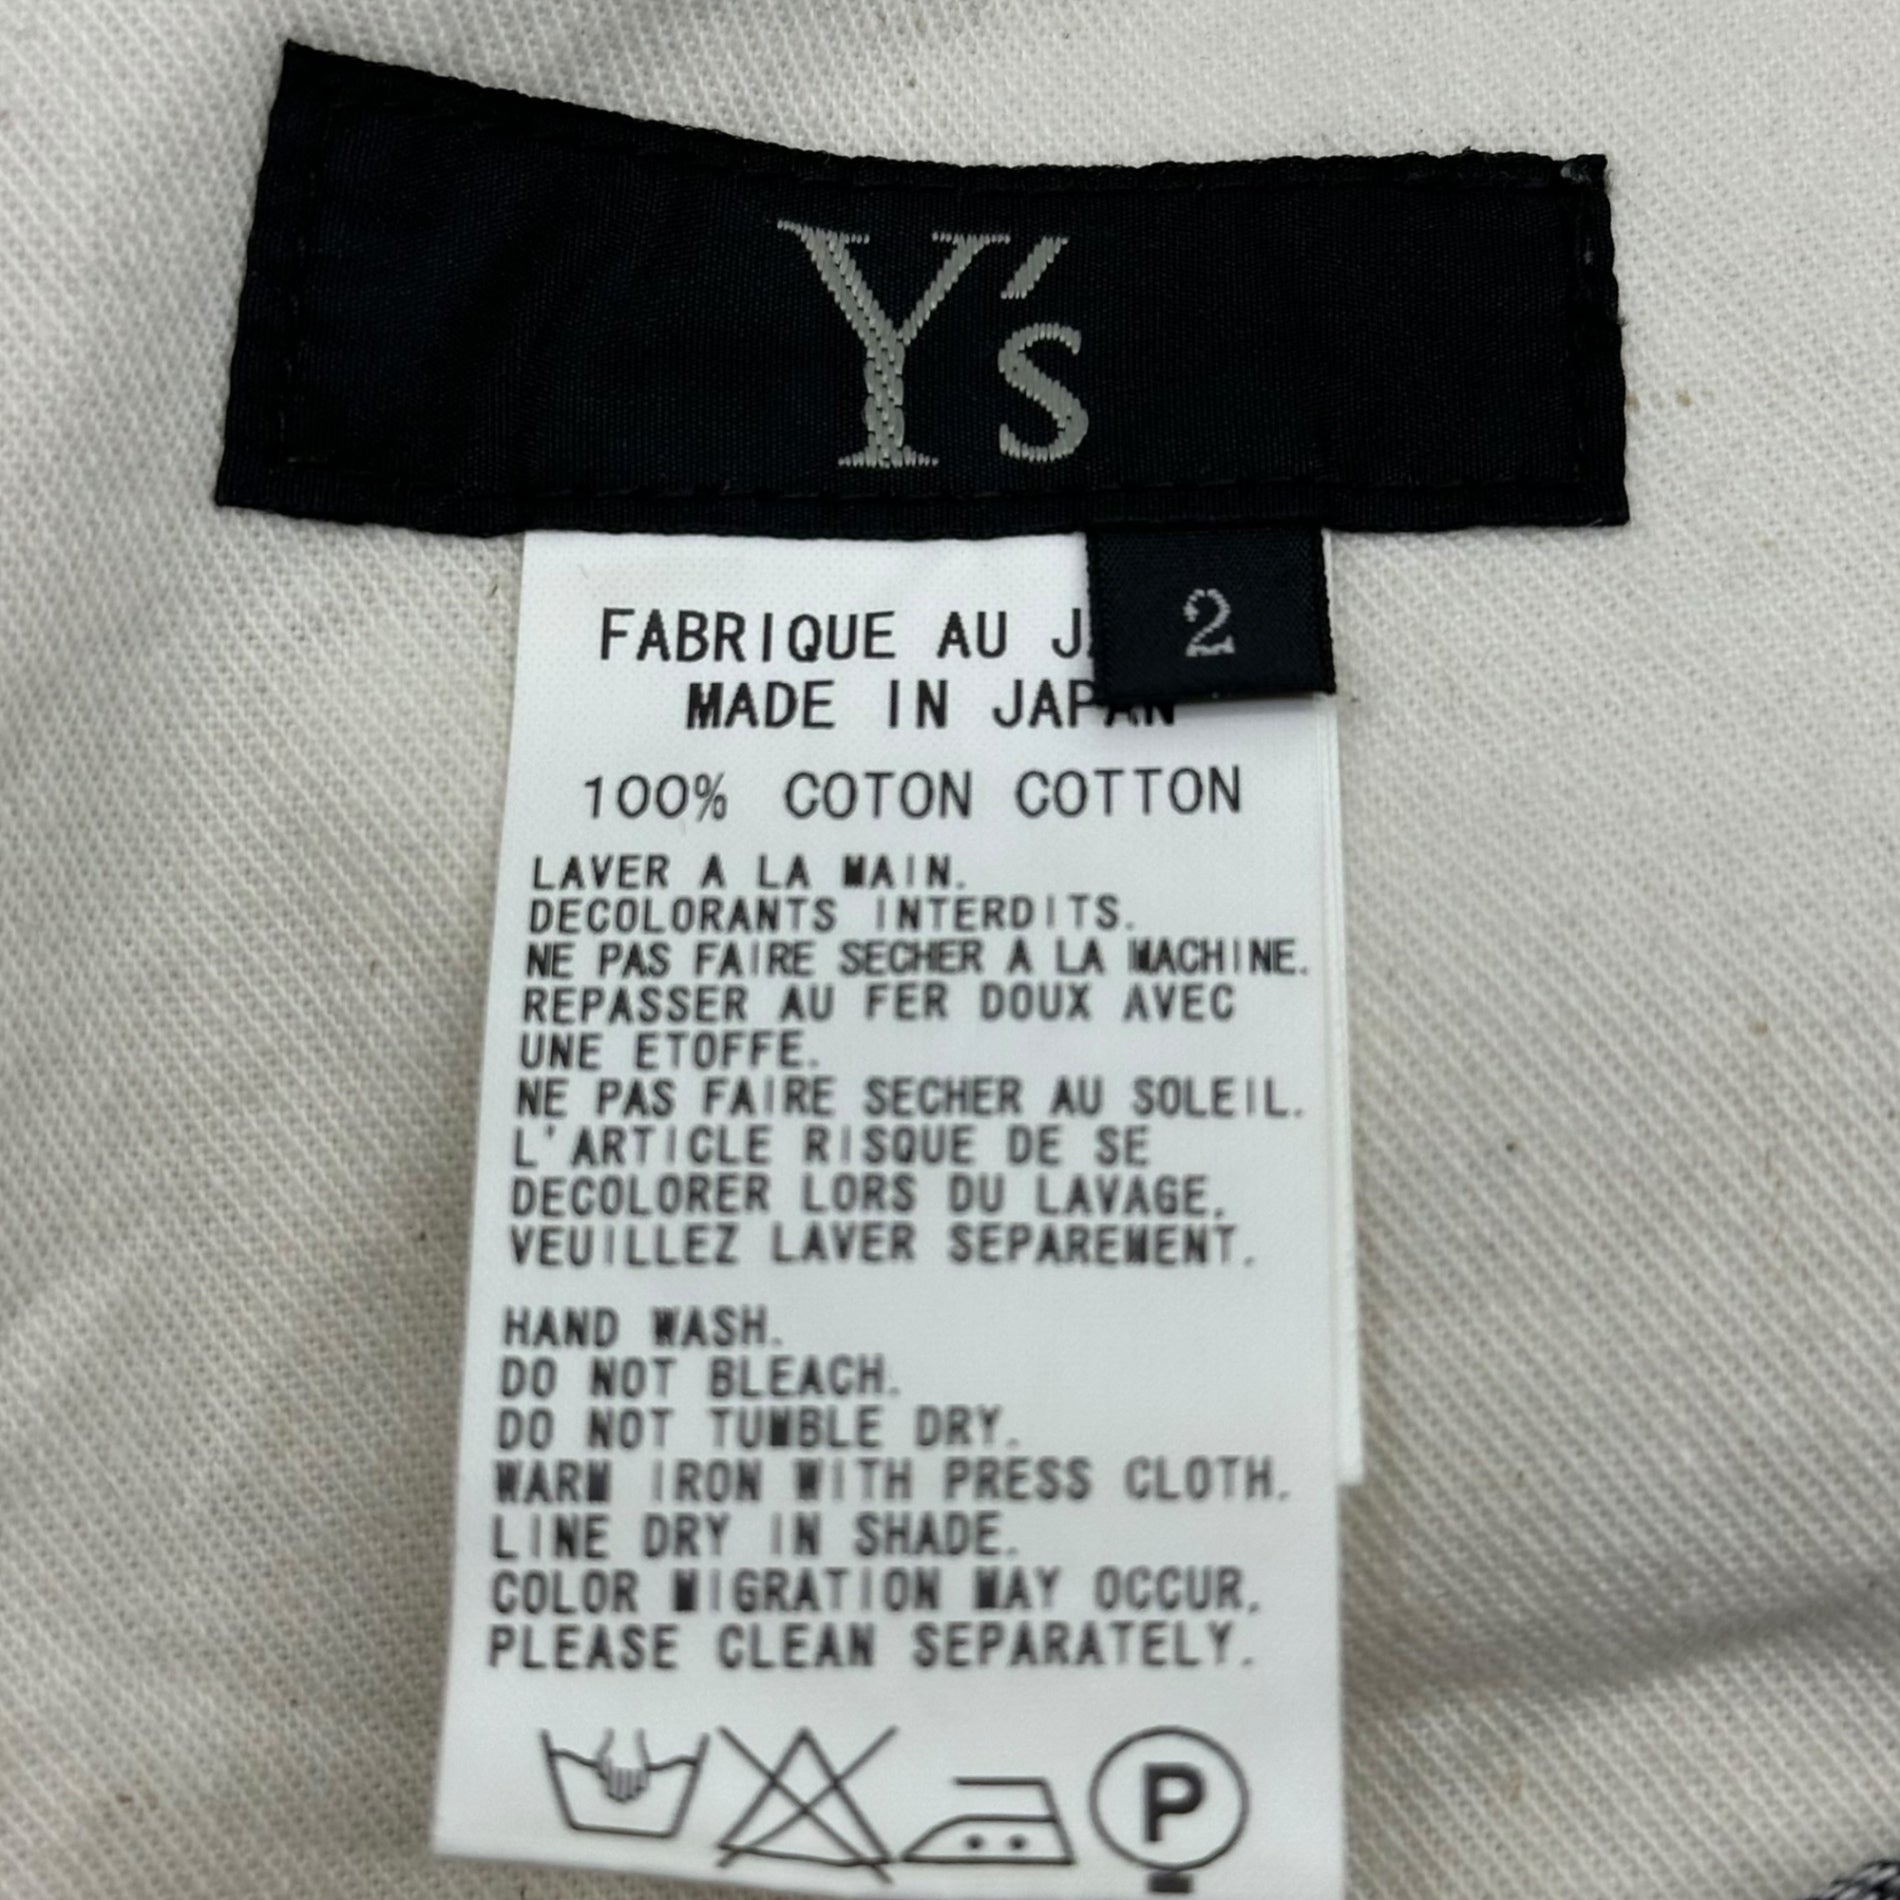 Y's
2
FABRIQUE AU
MADE IN JAPAN
100% COTON COTTON
LAVER A LA MAIN.
DECOLORANTS INTERDITS.
NE PAS FAIRE SECHER A LA MACHINE.
REPASSER AU FER DOUX AVEC
UNE ETOFFE.
NE PAS FAIRE SECHER AU SOLEIL.
L'ARTICLE RISQUE DE SE
DECOLORER LORS DU LAVAGE.
VEUILLEZ LAVER SEPAREMENT.
HAND WASH.
DO NOT BLEACH.
DO NOT TUMBLE DRY.
WARM IRON WITH PRESS CLOTH.
LINE DRY IN SHADE.
COLOR MIGRATION MAY OCCUR.
PLEASE CLEAN SEPARATELY.
P